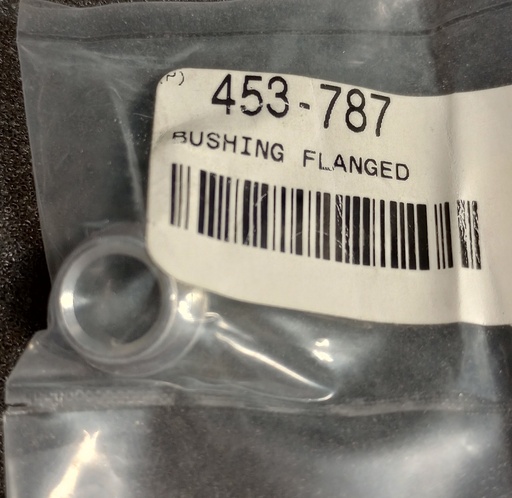 (P)
453-787
BUSHING FLANGED